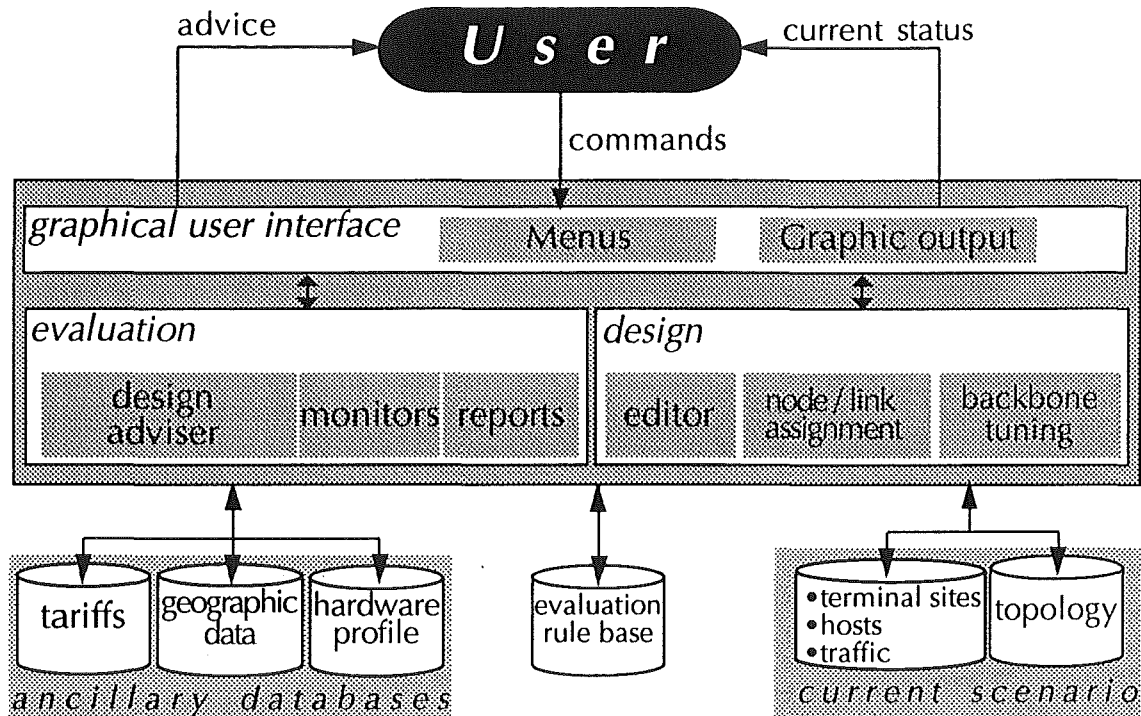 advice
User
current status
commands
graphical user interface
Menus
Graphic output
evaluation
design
adviser
monitors
reports
design
editor
node / link
assignment
backbone
tuning
tariffs
geographic
data
hardware
profile
evaluation
rule base
•terminal sites
•hosts
•traffic
topology
ancillary databases
current scenario